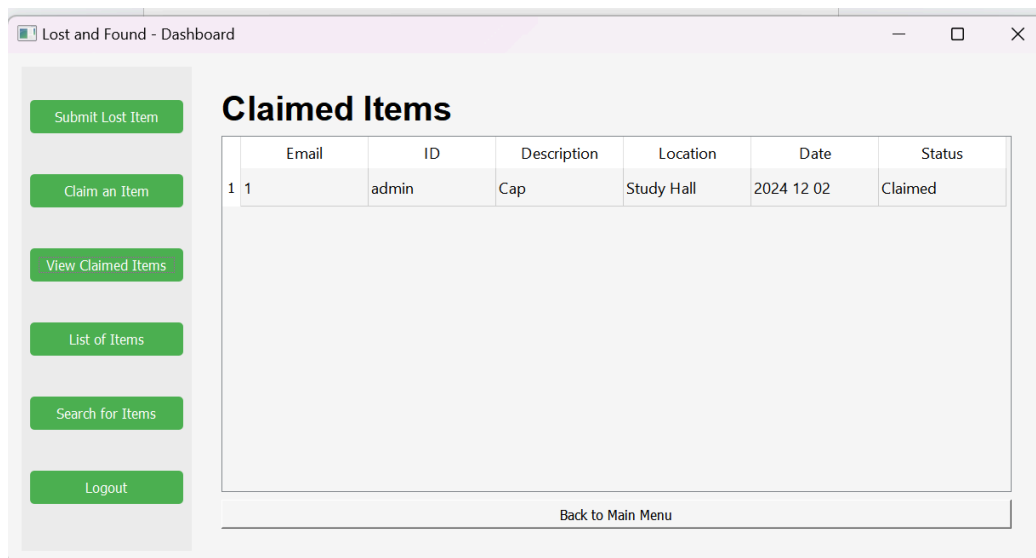 Lost and Found - Dashboard
Submit Lost Item
Claim an Item
View Claimed Items
List of Items
Search for Items
Logout
Claimed Items
Email ID Description Location Date Status
1 1 admin Cap Study Hall 2024 12 02 Claimed
Back to Main Menu